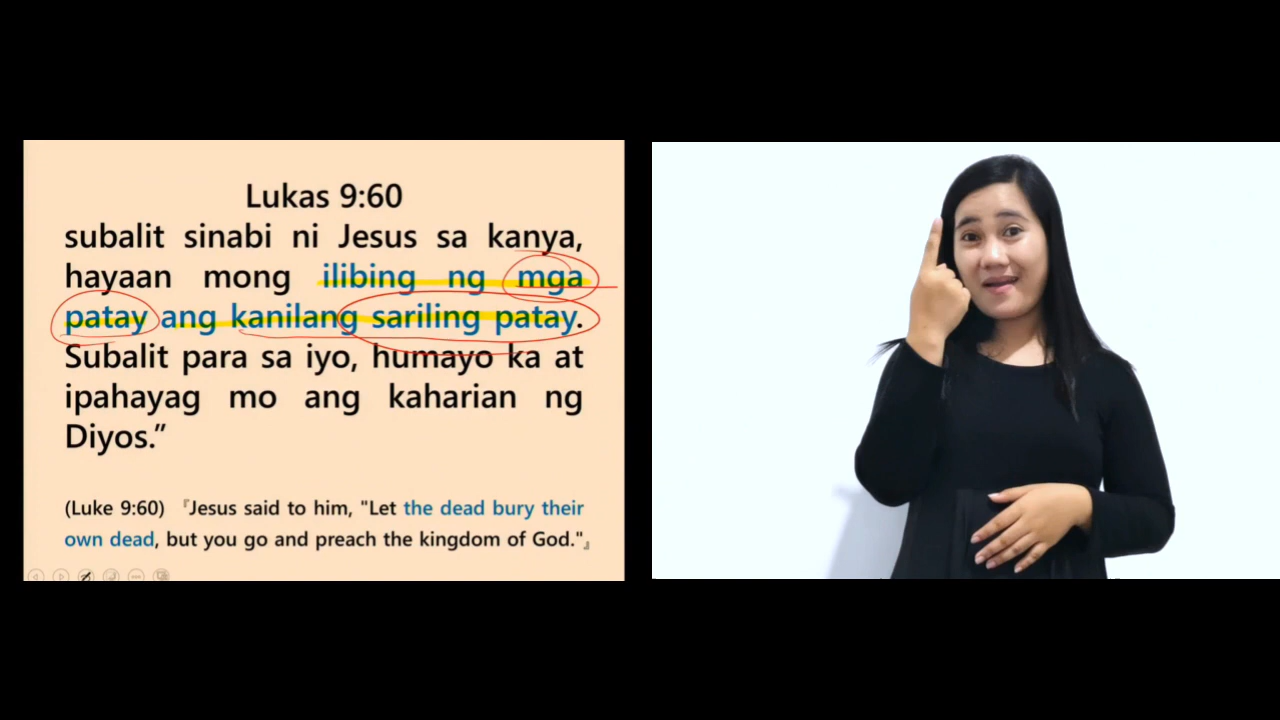 Lukas 9:60
subalit sinabi ni Jesus sa kanya,
hayaan mong ilibing ng mga
patay ang kanilang sariling patay.
Subalit para sa iyo, humayo ka at
ipahayag mo ang kaharian ng
Diyos.”
(Luke 9:60) 『Jesus said to him, "Let the dead bury their
own dead, but you go and preach the kingdom of God."』